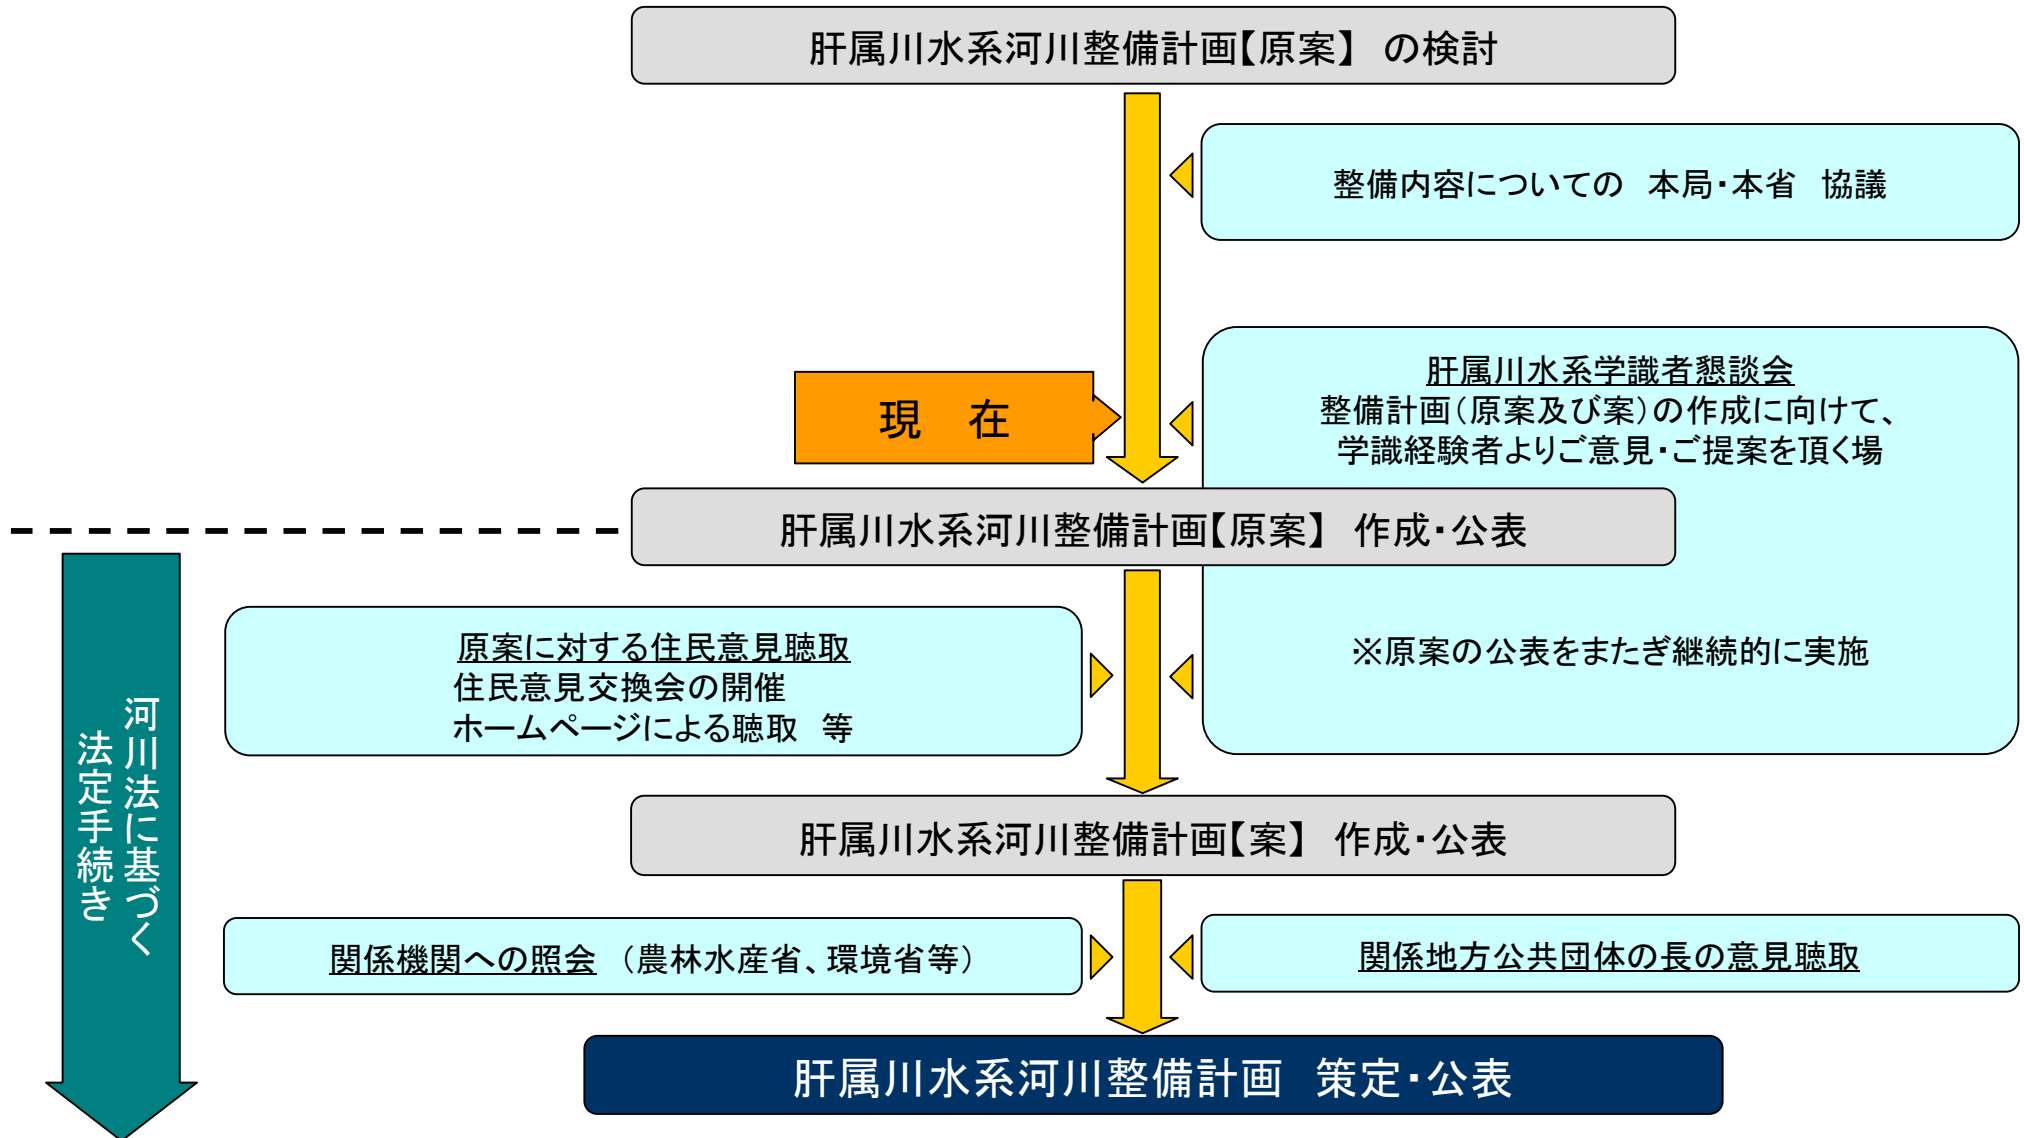 肝属川水系河川整備計画【原案】 の検討
整備内容についての 本局・本省 協議
現 在
肝属川水系学識者懇談会
整備計画(原案及び案)の作成に向けて、
学識経験者よりご意見・ご提案を頂く場
肝属川水系河川整備計画【原案】 作成・公表
原案に対する住民意見聴取
住民意見交換会の開催
ホームページによる聴取 等
※原案の公表をまたぎ継続的に実施
河川法に基づく
法定手続き
肝属川水系河川整備計画【案】 作成・公表
関係機関への照会 (農林水産省、環境省等)
関係地方公共団体の長の意見聴取
肝属川水系河川整備計画 策定・公表